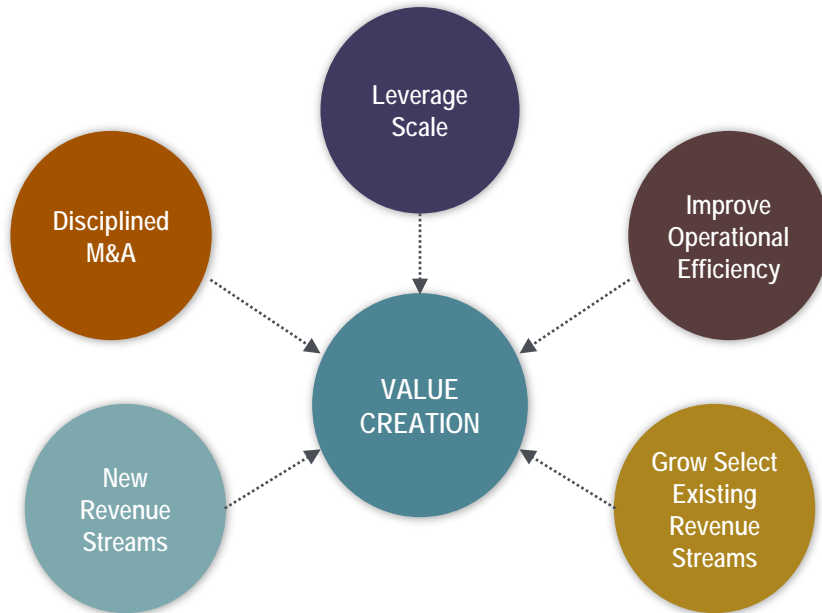 Leverage
Scale
Disciplined
M&A
Improve
Operational
Efficiency
VALUE
CREATION
New
Revenue
Streams
Grow Select
Existing
Revenue
Streams